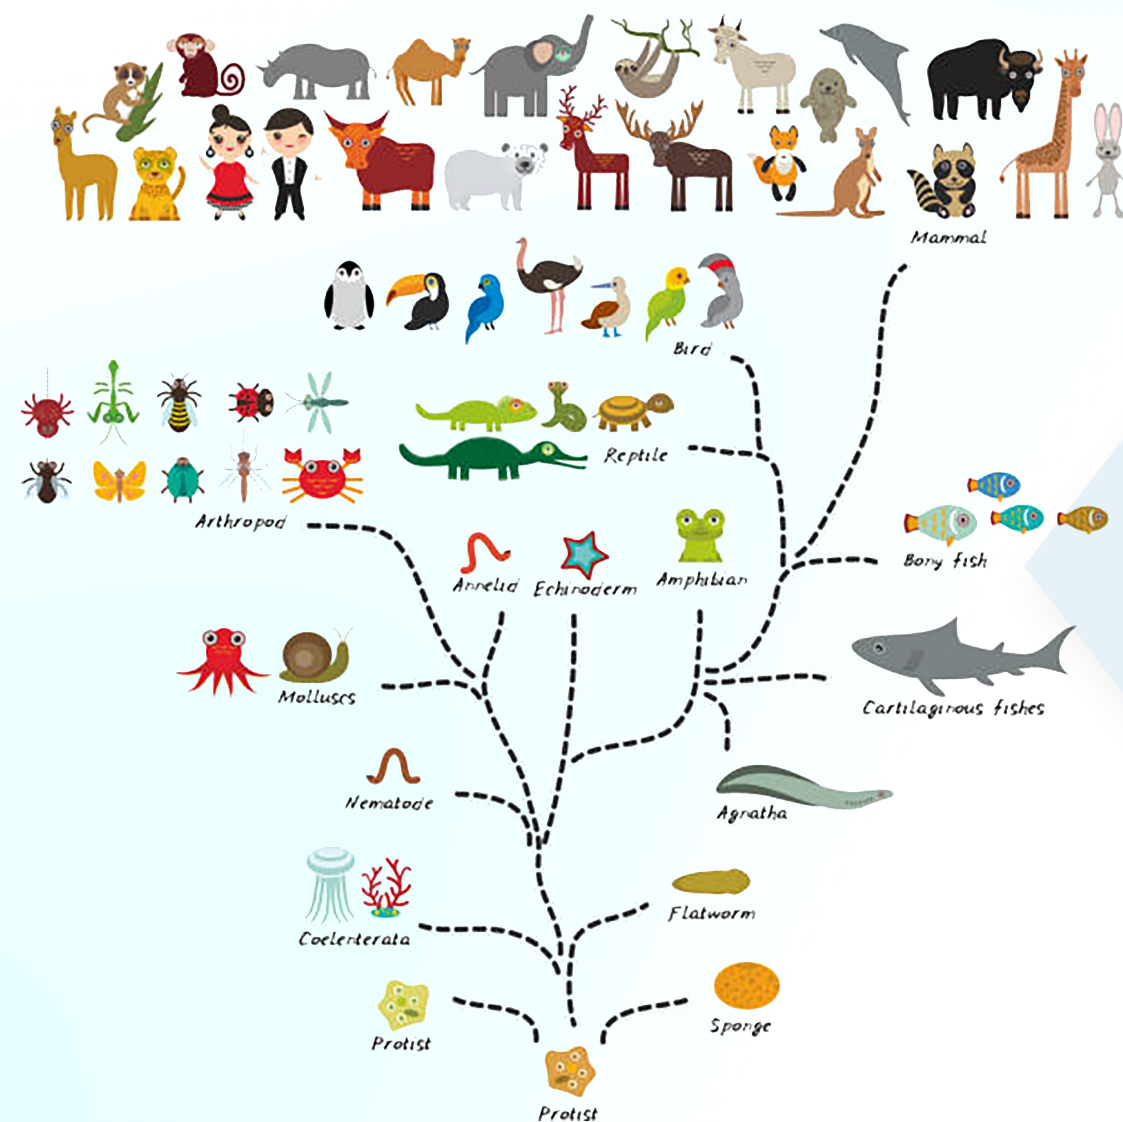 Mammal
Bird
Reptile
Arthropod
Bony fish
Annelid
Echinoderm
Amphibian
Molluscs
Cartilaginous fishes
Nematode
Agnatha
Coelenterata
Flatworm
Protist
Sponge
Protist